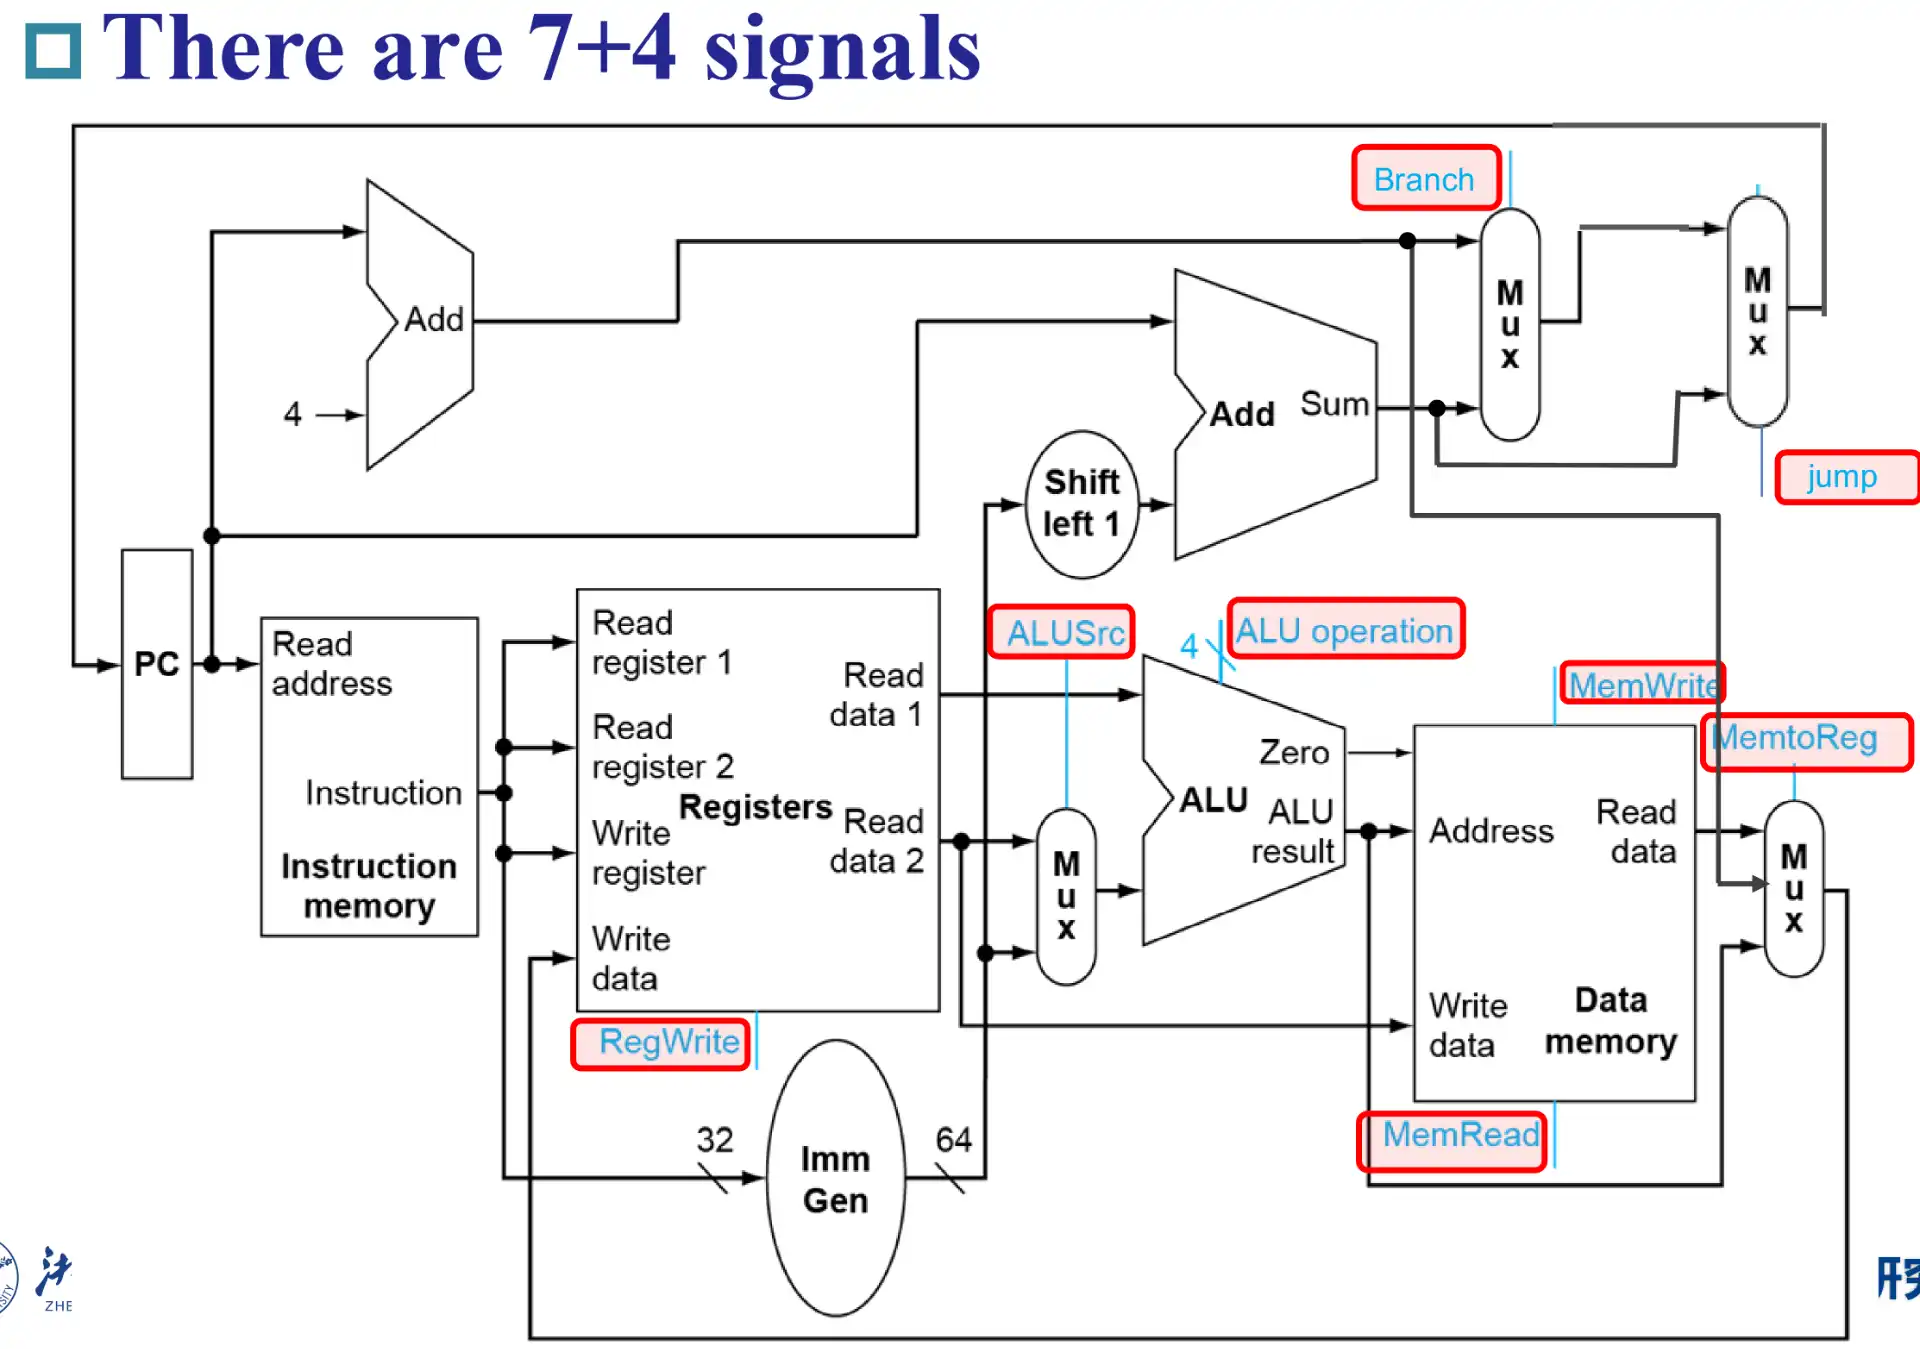 There are 7+4 signals
Branch
M
u
x
M
u
x
Add
4
Add
Sum
Shift
left 1
jump
PC
Read
address
Instruction
Instruction
memory
Read
register 1
Read
register 2
Registers
Write
register
Write
data
Read
data 1
Read
data 2
RegWrite
ALUSrc
M
u
x
4
ALU operation
Zero
ALU
ALU
result
MemWrite
MemtoReg
Address
Read
data
Write
data
Data
memory
M
u
x
MemRead
32
Imm
Gen
64
ZHE